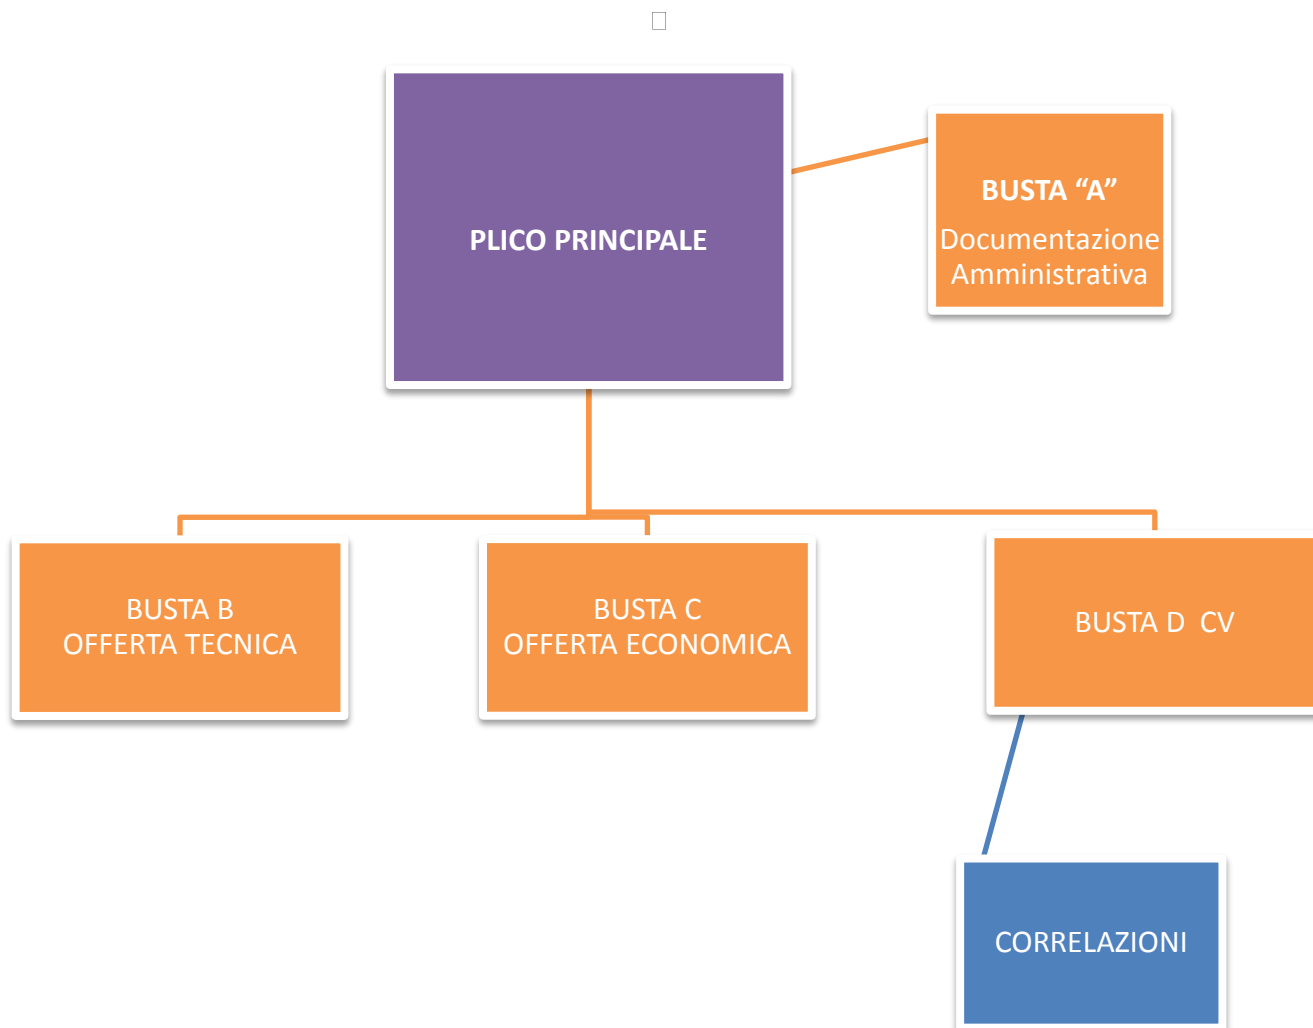 PLICO PRINCIPALE
BUSTA “A”
Documentazione
Amministrativa
BUSTA B
OFFERTA TECNICA
BUSTA C
OFFERTA ECONOMICA
BUSTA D  CV
CORRELAZIONI